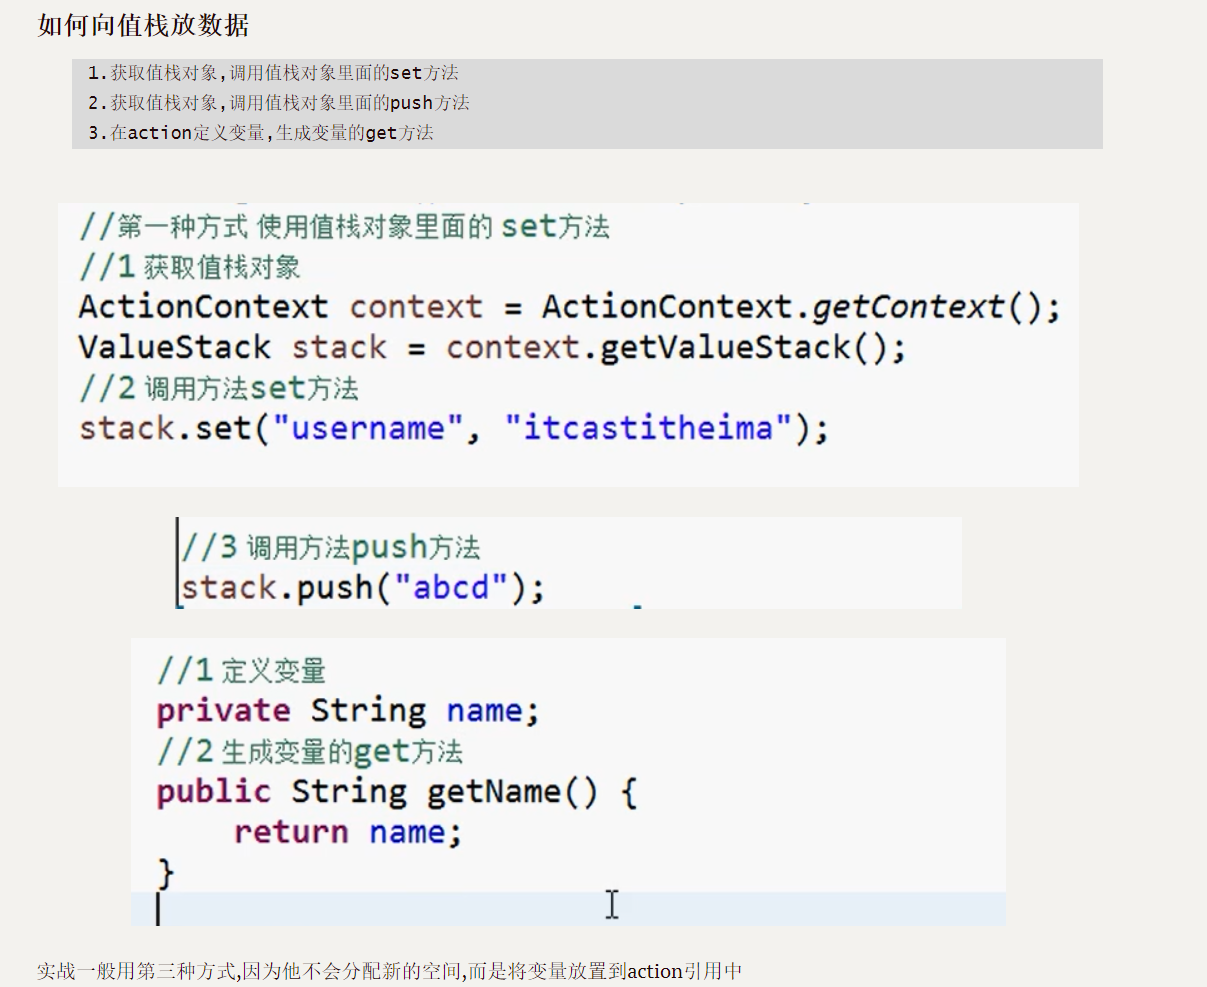 如何向值栈放数据
1.获取值栈对象,调用值栈对象里面的set方法
2.获取值栈对象,调用值栈对象里面的push方法
3.在action定义变量,生成变量的get方法
//第一种方式 使用值栈对象里面的 set方法
//1 获取值栈对象
ActionContext context = ActionContext.getContext();
ValueStack stack = context.getValueStack();
//2 调用方法set方法
stack.set("username", "itcastitheima");
//3 调用方法push方法
stack.push("abcd");
//1 定义变量
private String name;
//2 生成变量的get方法
public String getName() {
return name;
}
实战一般用第三种方式,因为他不会分配新的空间,而是将变量放置到action引用中